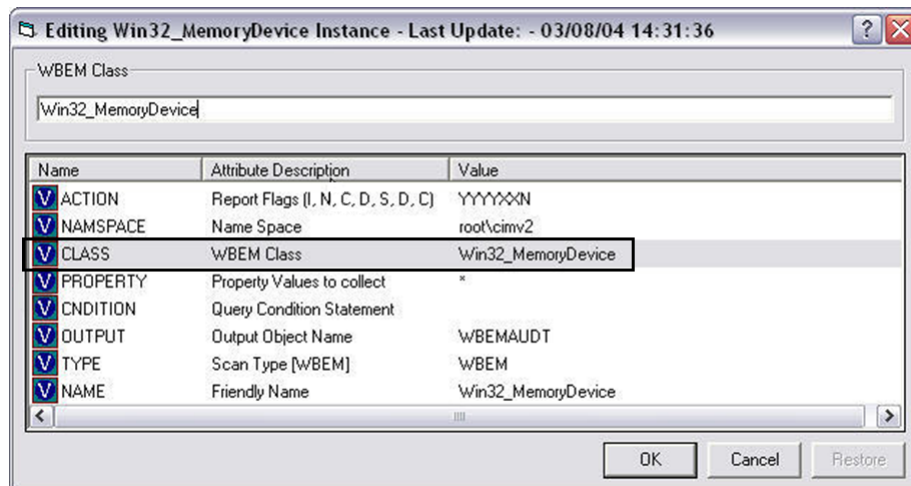 Editing Win32_MemoryDevice Instance - Last Update: - 03/08/04 14:31:36
WBEM Class
Win32_MemoryDevice
Name Attribute Description Value
V ACTION Report Flags (I, N, C, D, S, D, C) YYYYXXN
V NAMSPACE Name Space root\cimv2
V CLASS WBEM Class Win32_MemoryDevice
V PROPERTY Property Values to collect *
V CNDITION Query Condition Statement
V OUTPUT Output Object Name WBEMAUDT
V TYPE Scan Type [WBEM] WBEM
V NAME Friendly Name Win32_MemoryDevice
OK Cancel Restore